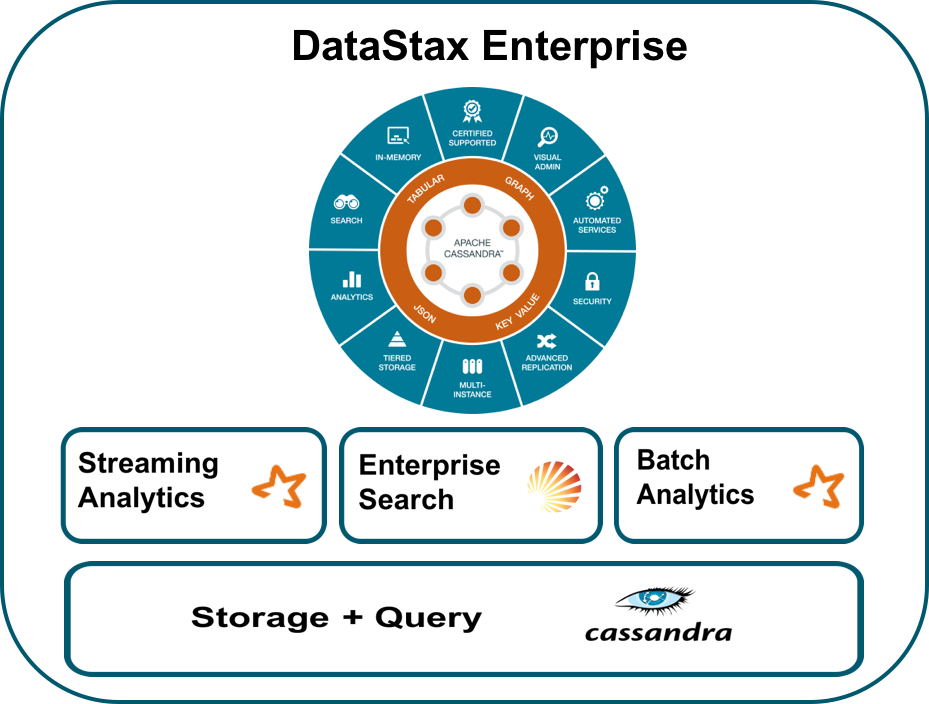 DataStax Enterprise
CERTIFIED
SUPPORTED
VISUAL
ADMIN
AUTOMATED
SERVICES
SECURITY
ADVANCED
REPLICATION
MULTI-
INSTANCE
TIERED
STORAGE
ANALYTICS
SEARCH
IN-MEMORY
TABULAR
GRAPH
KEY VALUE
JSON
APACHE
CASSANDRA™
Streaming
Analytics
Enterprise
Search
Batch
Analytics
Storage + Query
cassandra